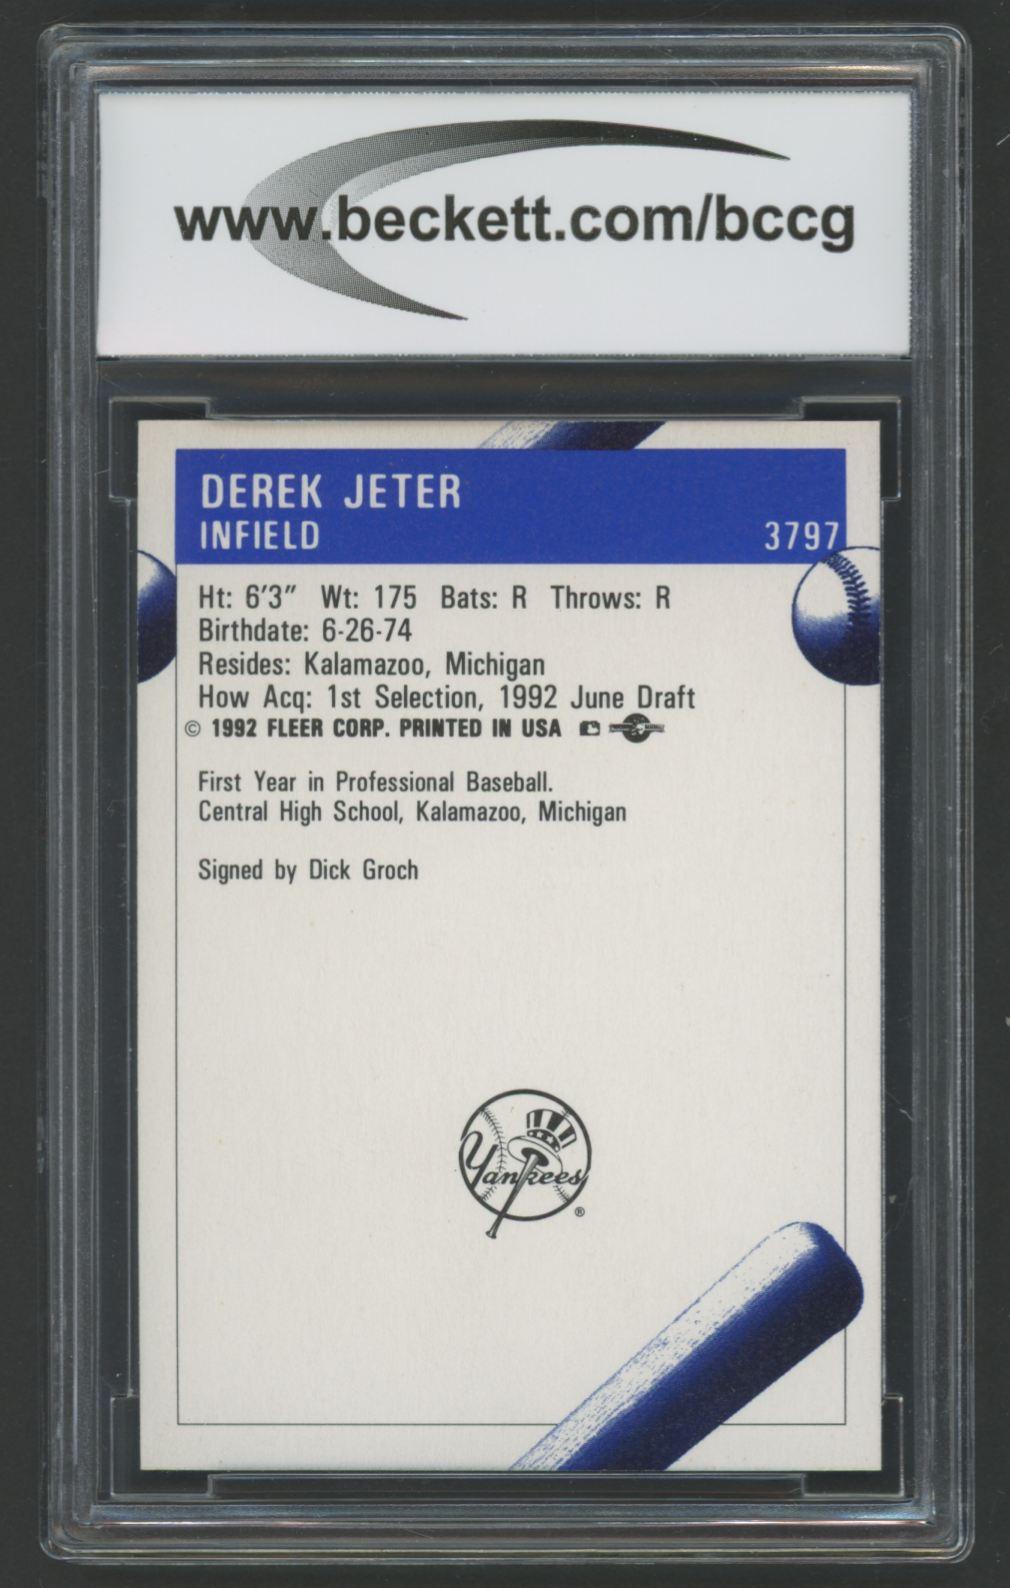 www.beckett.com/bccg
DEREK JETER
INFIELD
3797
Ht: 6'3" Wt: 175 Bats: R Throws: R
Birthdate: 6-26-74
Resides: Kalamazoo, Michigan
How Acq: 1st Selection, 1992 June Draft
© 1992 FLEER CORP. PRINTED IN USA
First Year in Professional Baseball.
Central High School, Kalamazoo, Michigan
Signed by Dick Groch
Yankees
®